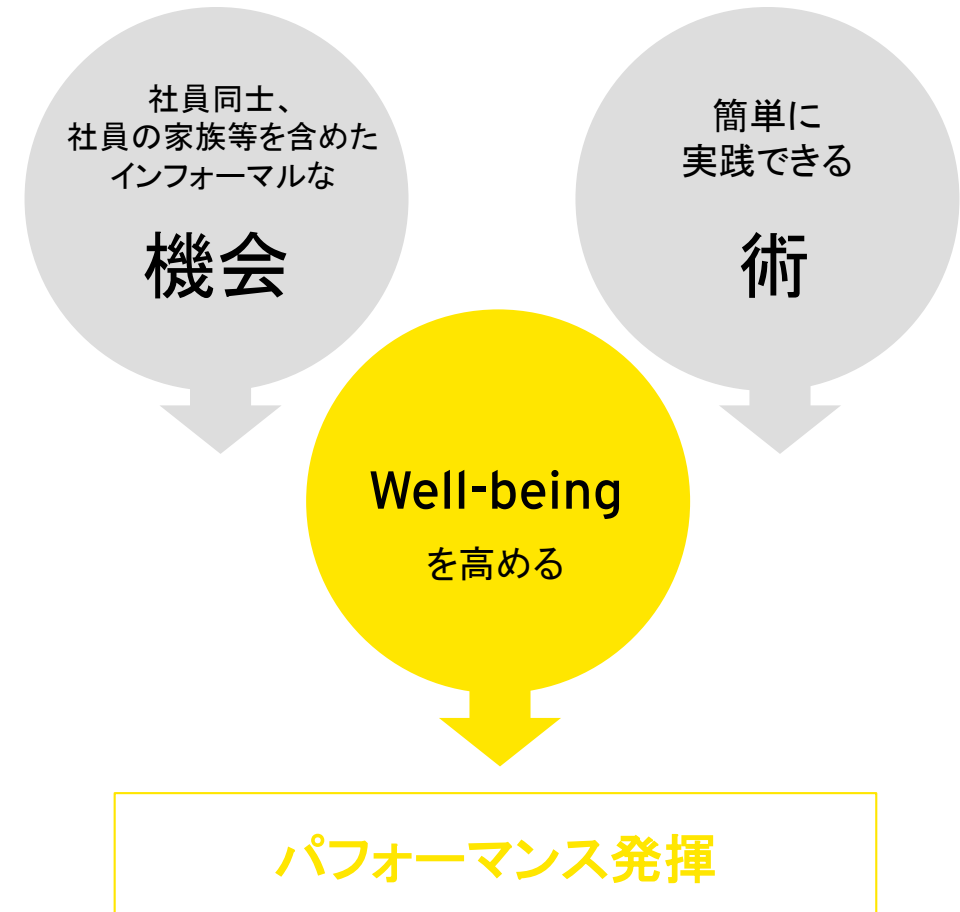 社員同士、
社員の家族等を含めた
インフォーマルな
機会
簡単に
実践できる
術
Well-being
を高める
パフォーマンス発揮